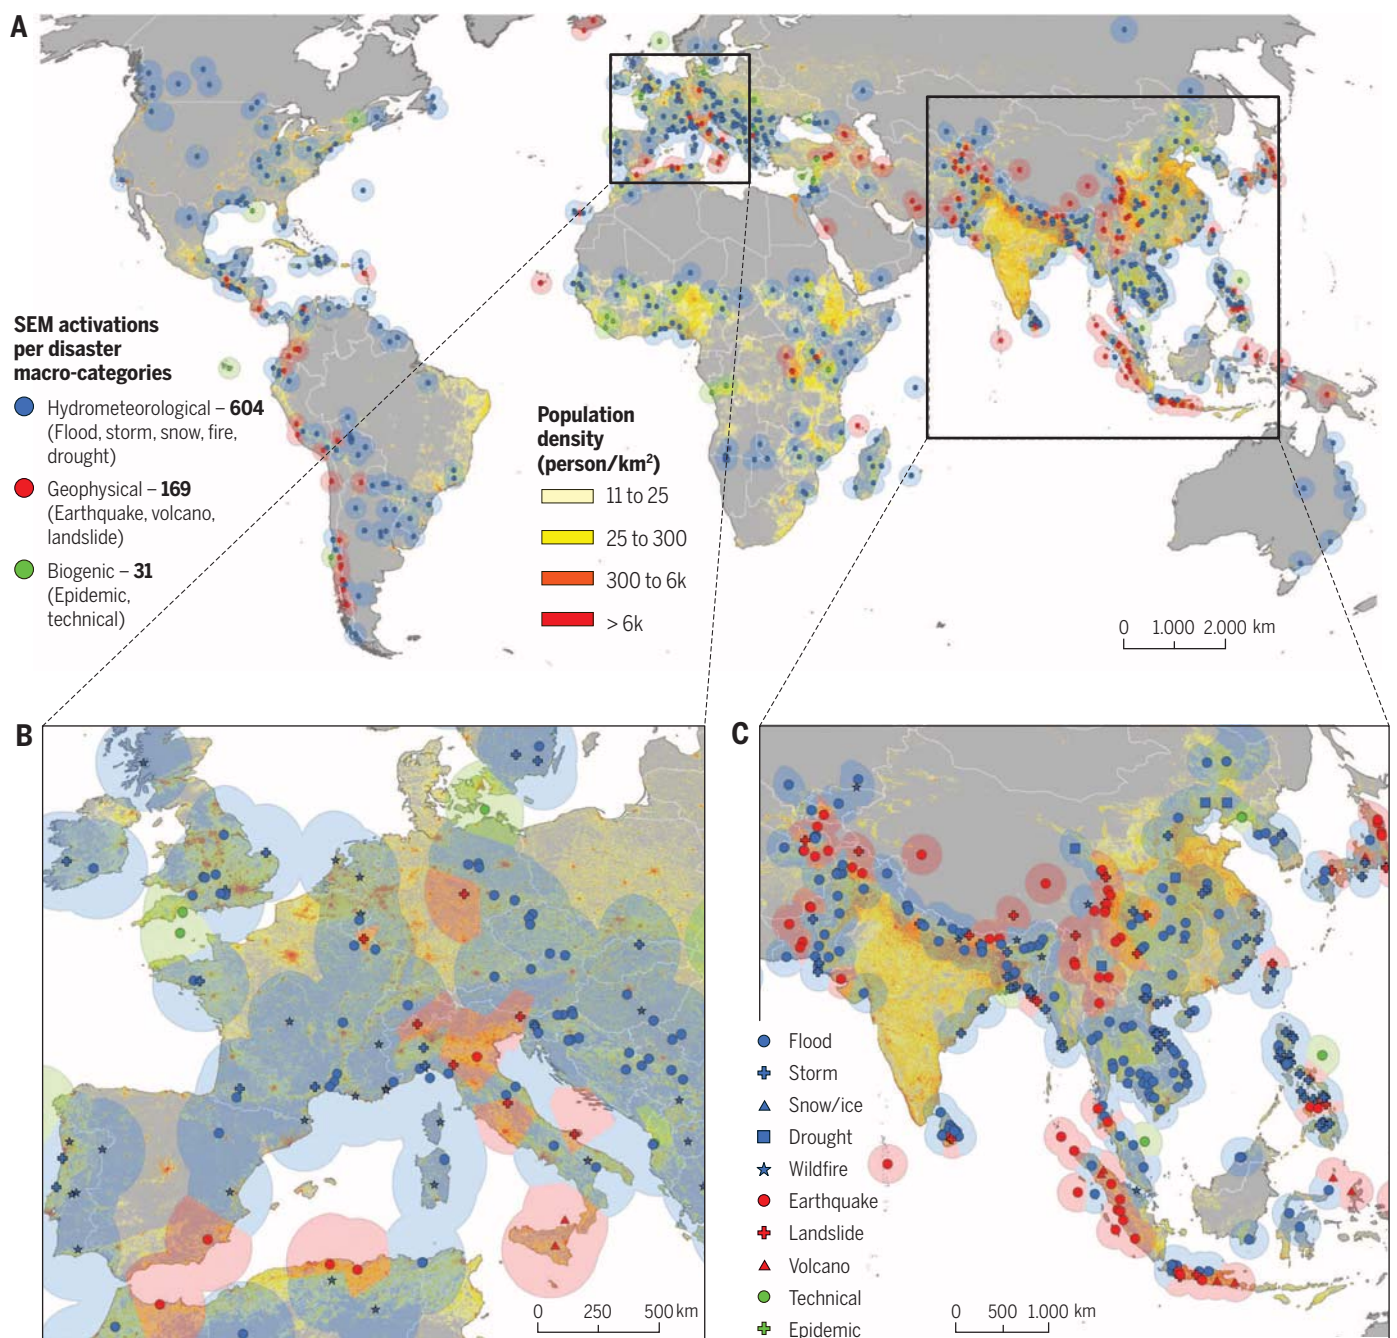 A
SEM activations
per disaster
macro-categories
Hydrometeorological – 604
(Flood, storm, snow, fire,
drought)
Geophysical – 169
(Earthquake, volcano,
landslide)
Biogenic – 31
(Epidemic,
technical)
Population
density
(person/km²)
11 to 25
25 to 300
300 to 6k
> 6k
0 1.000 2.000 km
B
0 250 500 km
C
Flood
Storm
Snow/ice
Drought
Wildfire
Earthquake
Landslide
Volcano
Technical
Epidemic
0 500 1.000 km